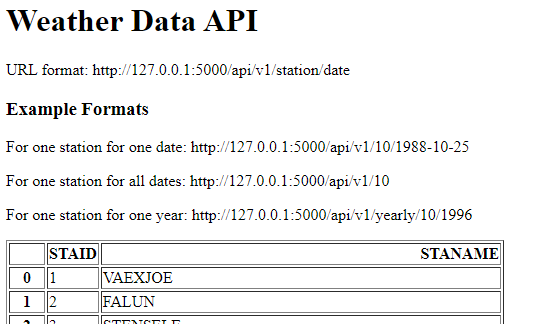 Weather Data API
URL format: http://127.0.0.1:5000/api/v1/station/date
Example Formats
For one station for one date: http://127.0.0.1:5000/api/v1/10/1988-10-25
For one station for all dates: http://127.0.0.1:5000/api/v1/10
For one station for one year: http://127.0.0.1:5000/api/v1/yearly/10/1996
STAID STANAME
0 1 VAEXJOE
1 2 FALUN
2 3 STENSELE